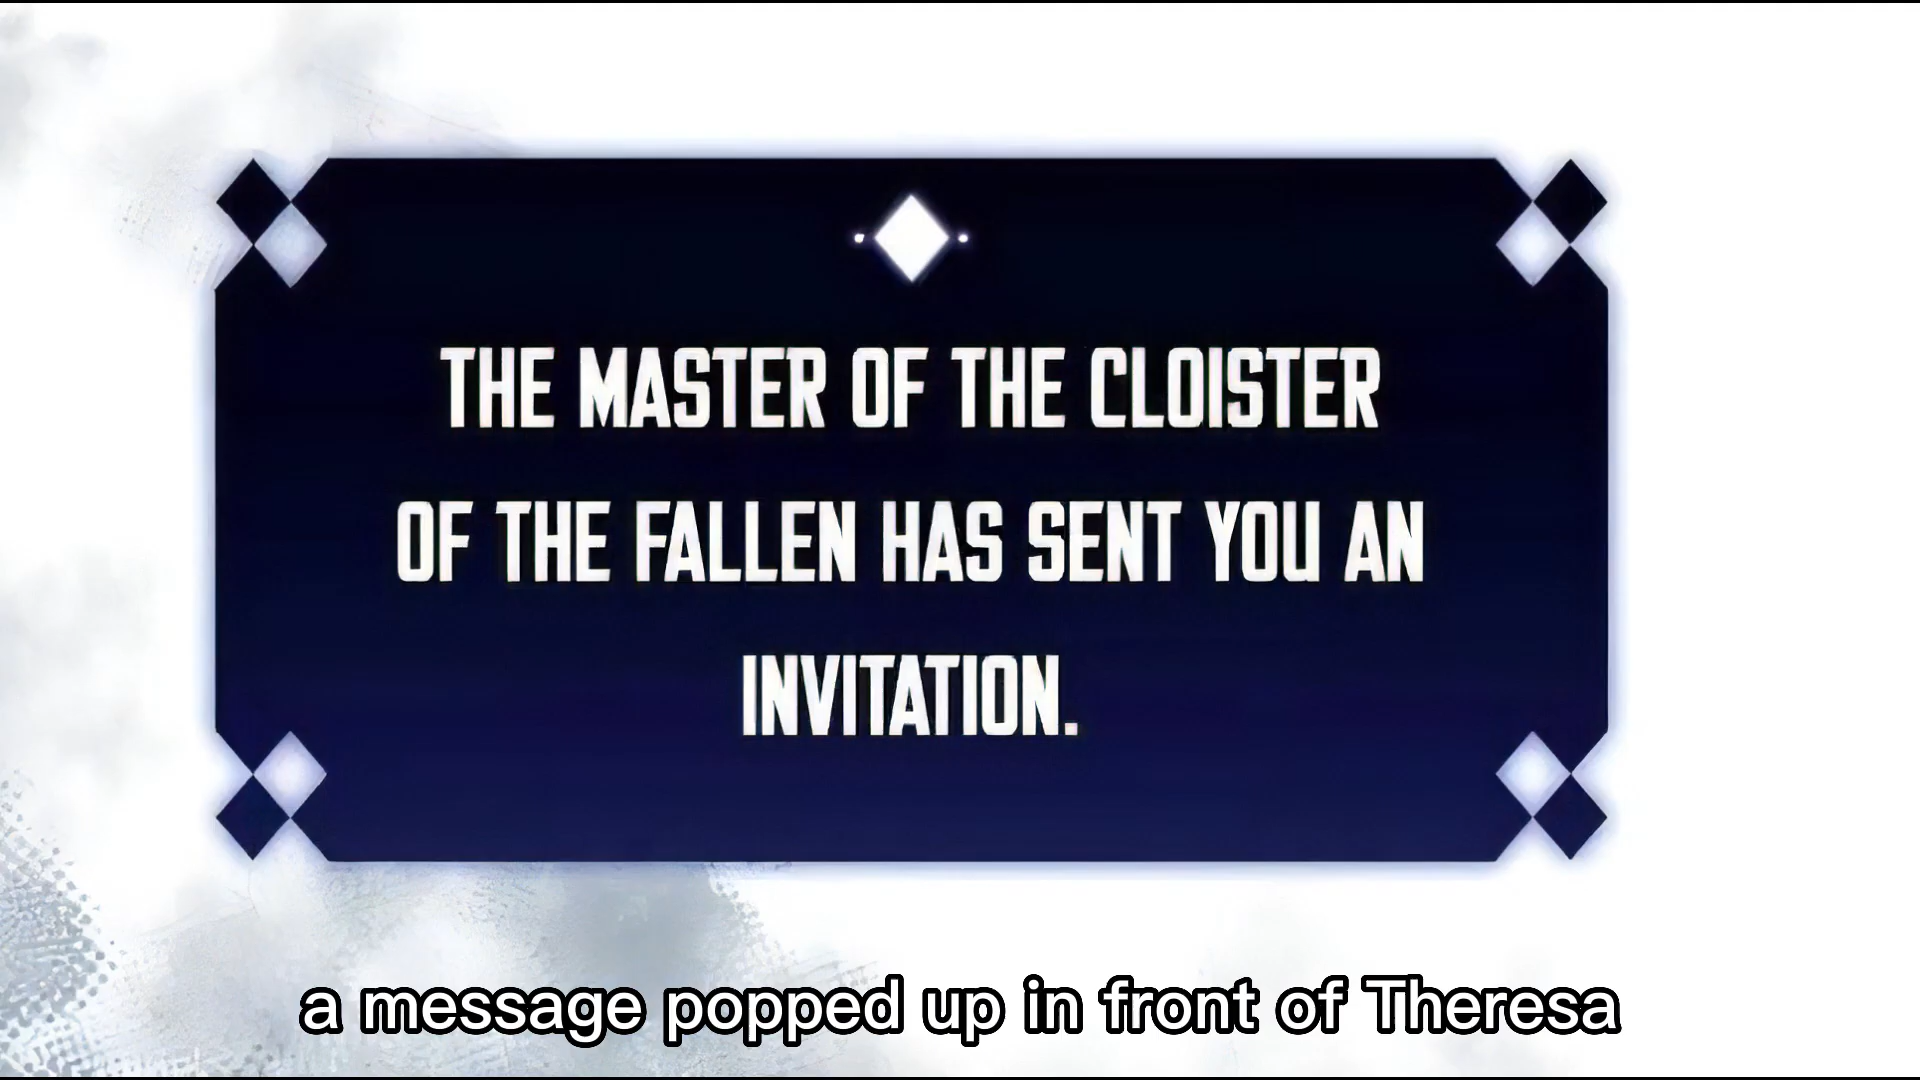 THE MASTER OF THE CLOISTER
OF THE FALLEN HAS SENT YOU AN
INVITATION.
a message popped up in front of Theresa